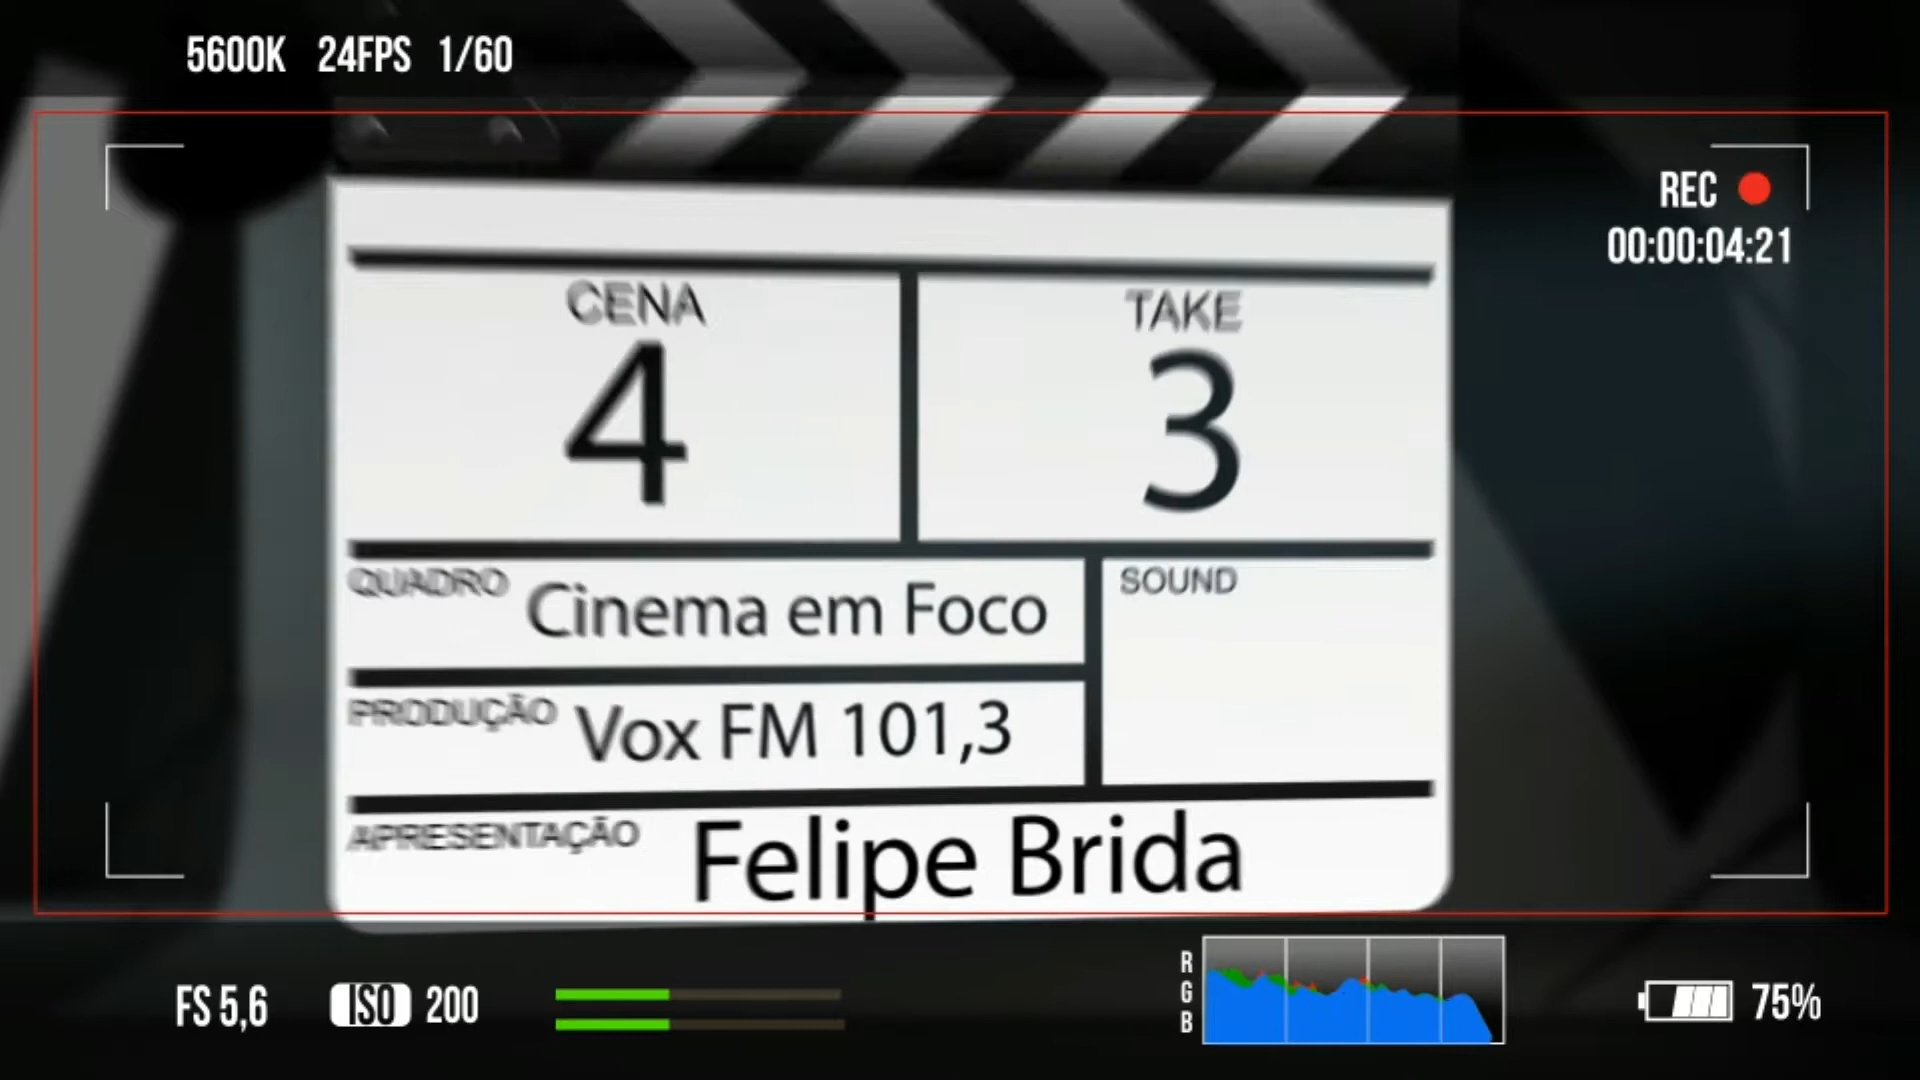 5600K 24FPS 1/60
REC
00:00:04:21
CENA TAKE
4 3
QUADRO Cinema em Foco SOUND
PRODUÇÃO Vox FM 101,3
APRESENTAÇÃO Felipe Brida
R
G
B
FS 5,6 ISO 200 75%